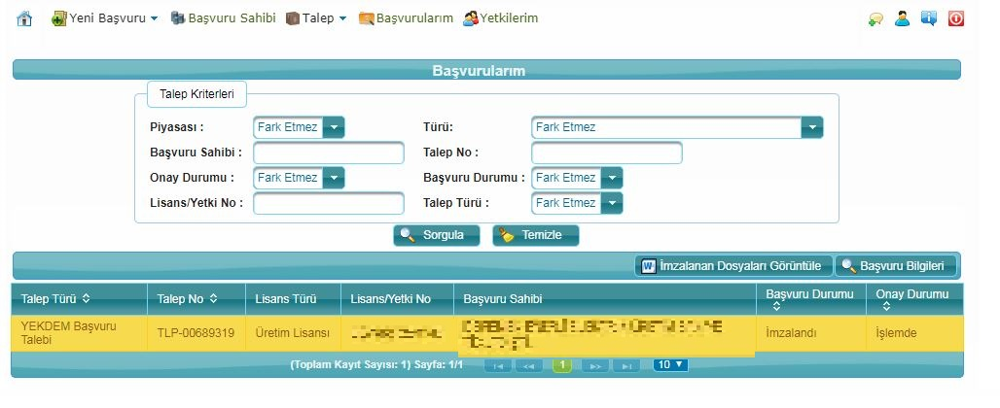 Yeni Başvuru Başvuru Sahibi Talep Başvurularım Yetkilerim
Başvurularım
Talep Kriterleri
Piyasası : Fark Etmez Türü: Fark Etmez
Başvuru Sahibi : Talep No :
Onay Durumu : Fark Etmez Başvuru Durumu : Fark Etmez
Lisans/Yetki No : Talep Türü : Fark Etmez
Sorgula Temizle
İmzalanan Dosyaları Görüntüle Başvuru Bilgileri
Talep Türü Talep No Lisans Türü Lisans/Yetki No Başvuru Sahibi Başvuru Durumu Onay Durumu
YEKDEM Başvuru
Talebi TLP-00689319 Üretim Lisansı İmzalandı İşlemde
(Toplam Kayıt Sayısı: 1) Sayfa: 1/1 1 10